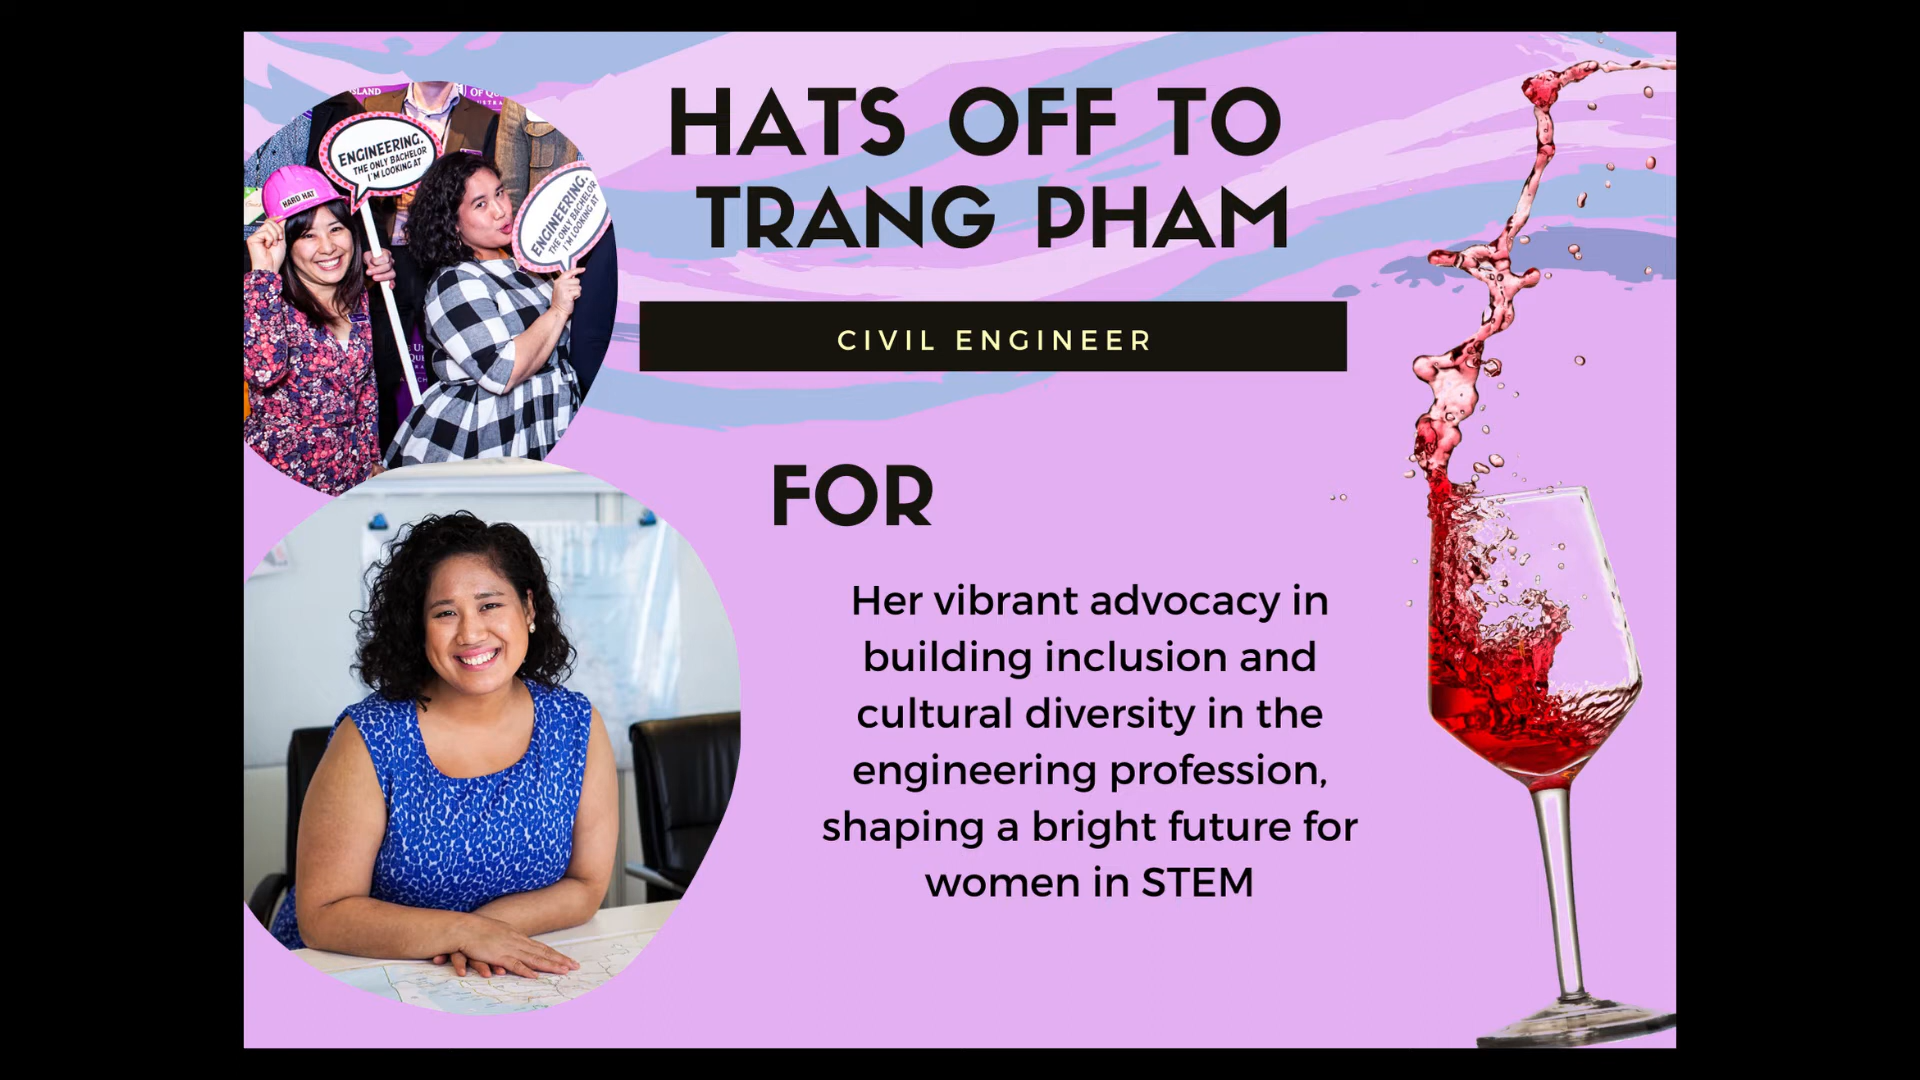 HATS OFF TO
TRANG PHAM
CIVIL ENGINEER
FOR
Her vibrant advocacy in
building inclusion and
cultural diversity in the
engineering profession,
shaping a bright future for
women in STEM
ENGINEERING.
THE ONLY BACHELOR
I'M LOOKING AT
ENGINEERING.
THE ONLY BACHELOR
I'M LOOKING AT
HARD HAT